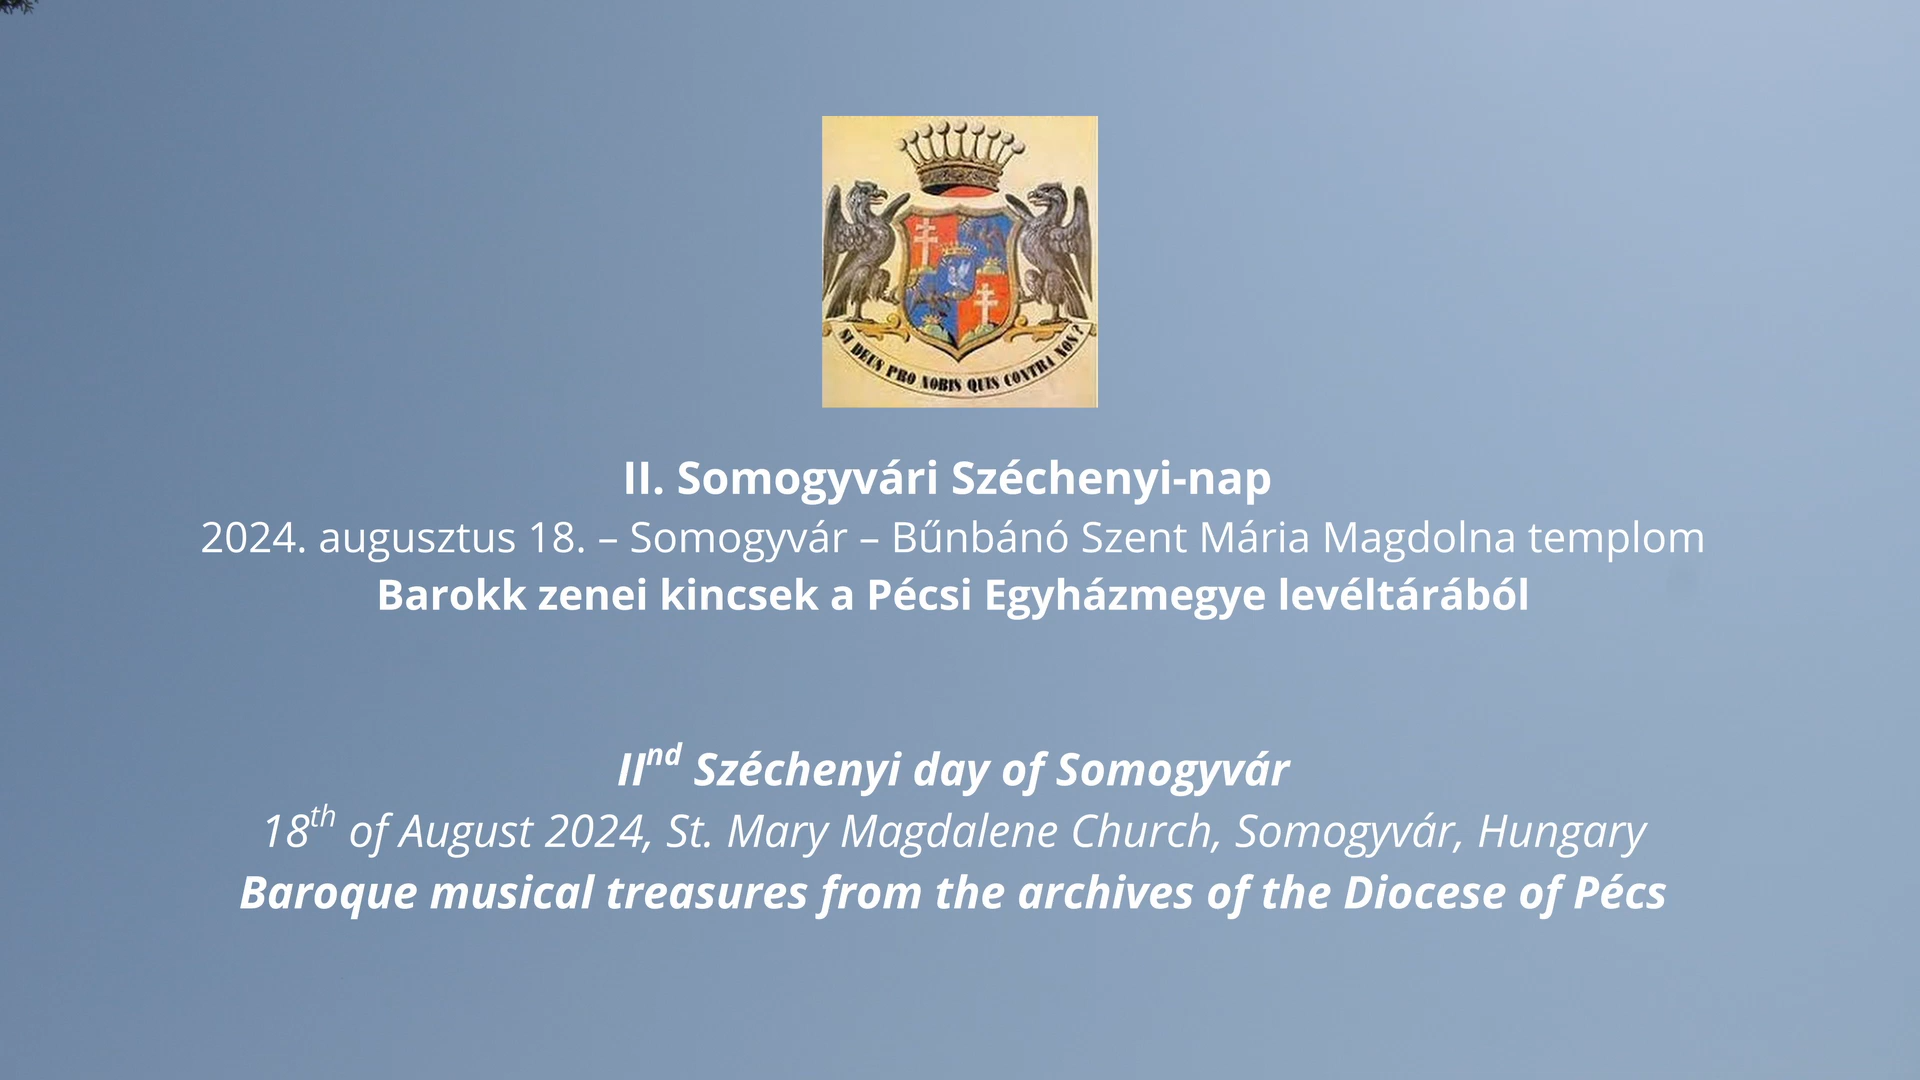 SI DEUS PRO NOBIS QUIS CONTRA NOS?
II. Somogyvári Széchenyi-nap
2024. augusztus 18. – Somogyvár – Bűnbánó Szent Mária Magdolna templom
Barokk zenei kincsek a Pécsi Egyházmegye levéltárából
IInd Széchenyi day of Somogyvár
18th of August 2024, St. Mary Magdalene Church, Somogyvár, Hungary
Baroque musical treasures from the archives of the Diocese of Pécs